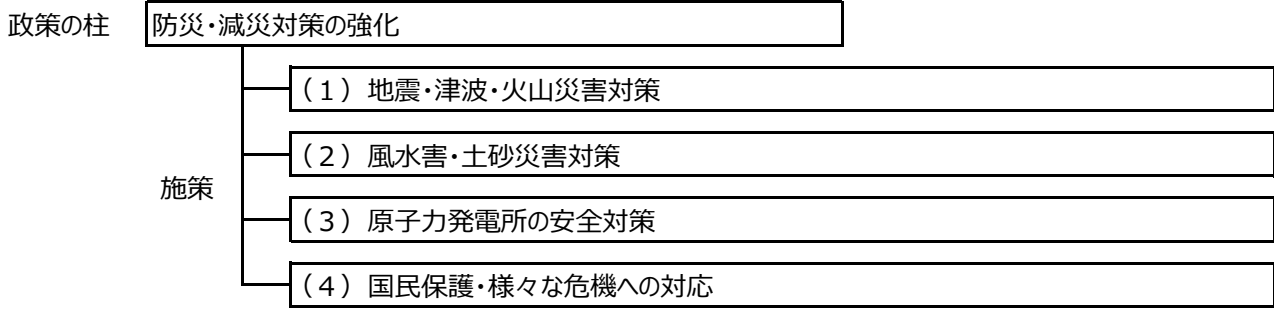 政策の柱 防災・減災対策の強化
（１）地震・津波・火山災害対策
（２）風水害・土砂災害対策
施策
（３）原子力発電所の安全対策
（４）国民保護・様々な危機への対応